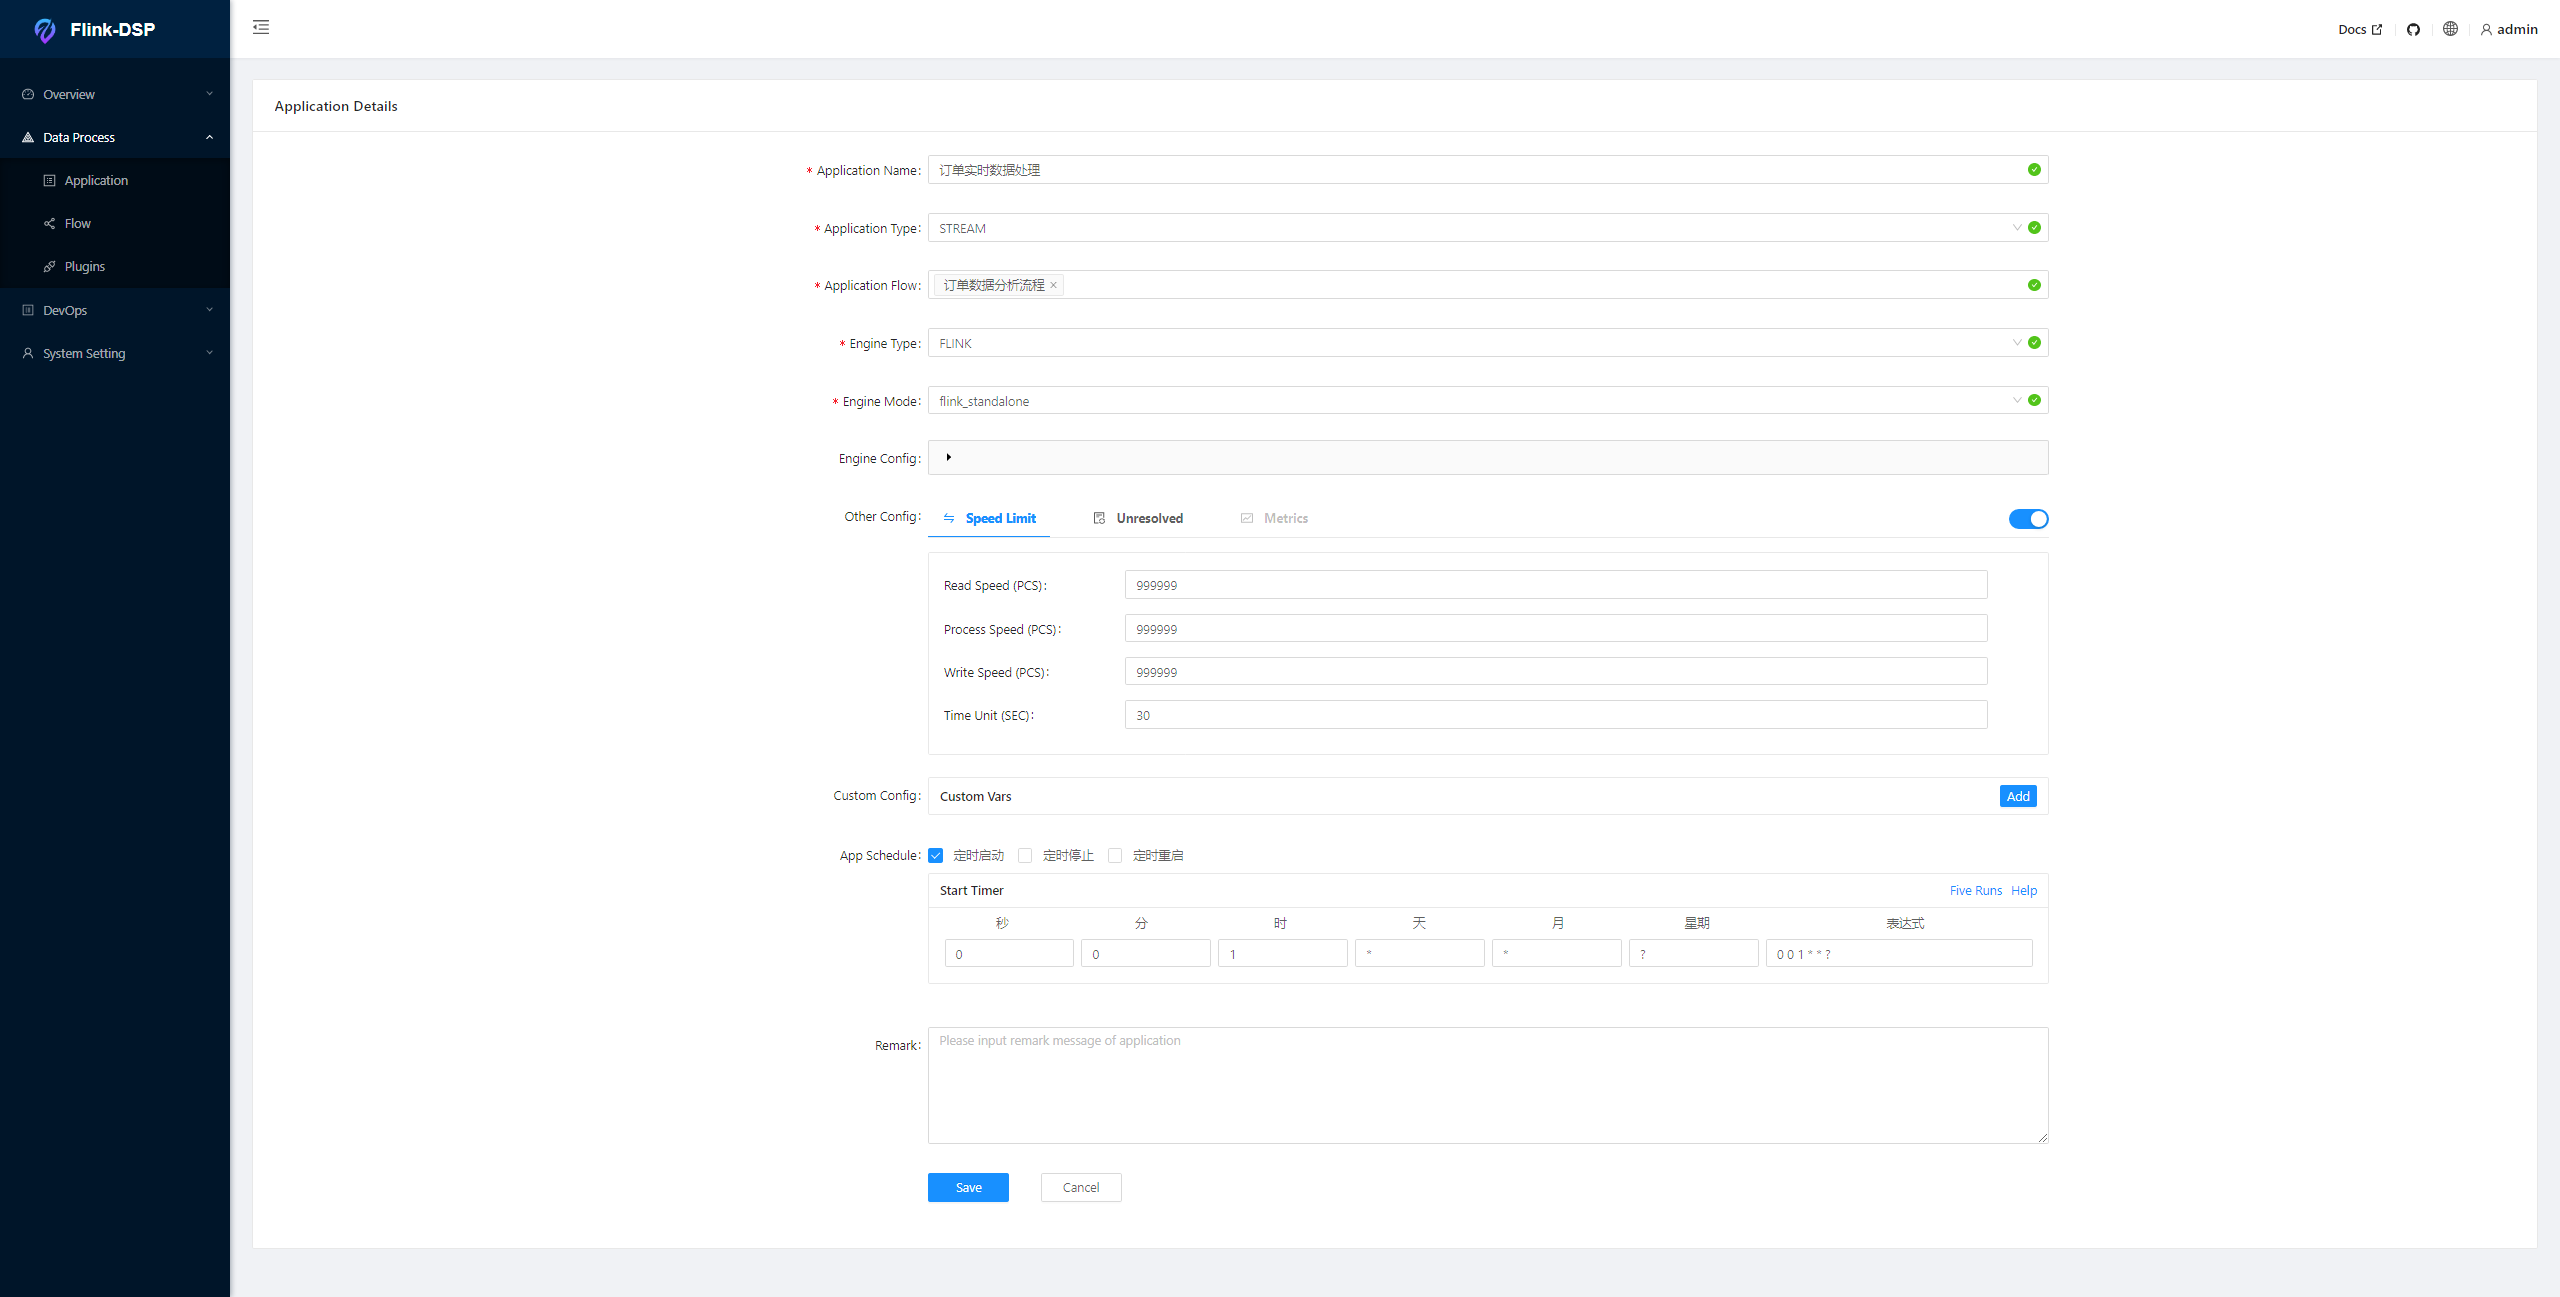 Flink-DSP
Docs
admin
Overview
Data Process
Application
Flow
Plugins
DevOps
System Setting
Application Details
* Application Name: 订单实时数据处理
* Application Type: STREAM
* Application Flow: 订单数据分析流程 ×
* Engine Type: FLINK
* Engine Mode: flink_standalone
Engine Config:
Other Config: Speed Limit Unresolved Metrics
Read Speed (PCS): 999999
Process Speed (PCS): 999999
Write Speed (PCS): 999999
Time Unit (SEC): 30
Custom Config: Custom Vars Add
App Schedule: 定时启动 定时停止 定时重启
Start Timer Five Runs Help
秒 分 时 天 月 星期 表达式
0 0 1 * * ? 0 0 1 * * ?
Remark: Please input remark message of application
Save Cancel